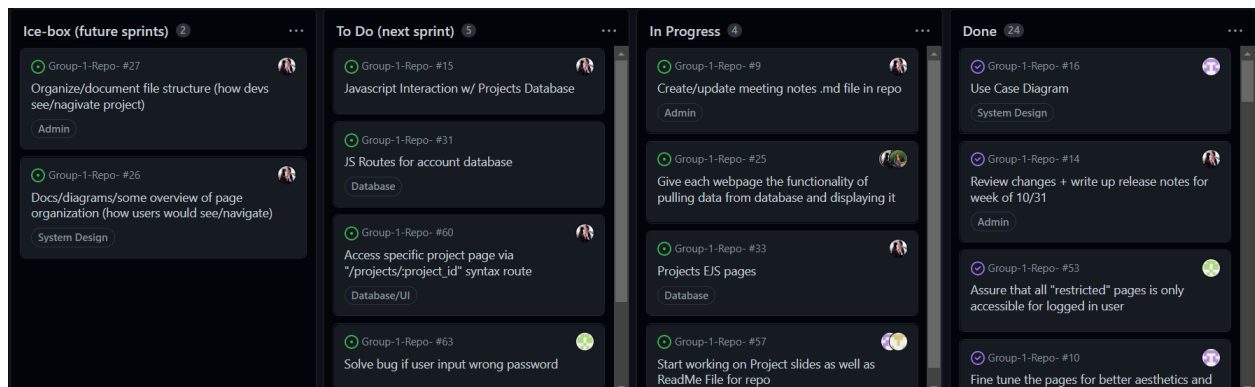 Ice-box (future sprints) 2 ...
Group-1-Repo- #27
Organize/document file structure (how devs
see/nagivate project)
Admin
Group-1-Repo- #26
Docs/diagrams/some overview of page
organization (how users would see/navigate)
System Design
To Do (next sprint) 5 ...
Group-1-Repo- #15
Javascript Interaction w/ Projects Database
Group-1-Repo- #31
JS Routes for account database
Database
Group-1-Repo- #60
Access specific project page via
"/projects/:project_id" syntax route
Database/UI
Group-1-Repo- #63
Solve bug if user input wrong password
In Progress 4 ...
Group-1-Repo- #9
Create/update meeting notes .md file in repo
Admin
Group-1-Repo- #25
Give each webpage the functionality of
pulling data from database and displaying it
Group-1-Repo- #33
Projects EJS pages
Database
Group-1-Repo- #57
Start working on Project slides as well as
ReadMe File for repo
Done 24 ...
Group-1-Repo- #16
Use Case Diagram
System Design
Group-1-Repo- #14
Review changes + write up release notes for
week of 10/31
Admin
Group-1-Repo- #53
Assure that all "restricted" pages is only
accessible for logged in user
Group-1-Repo- #10
Fine tune the pages for better aesthetics and